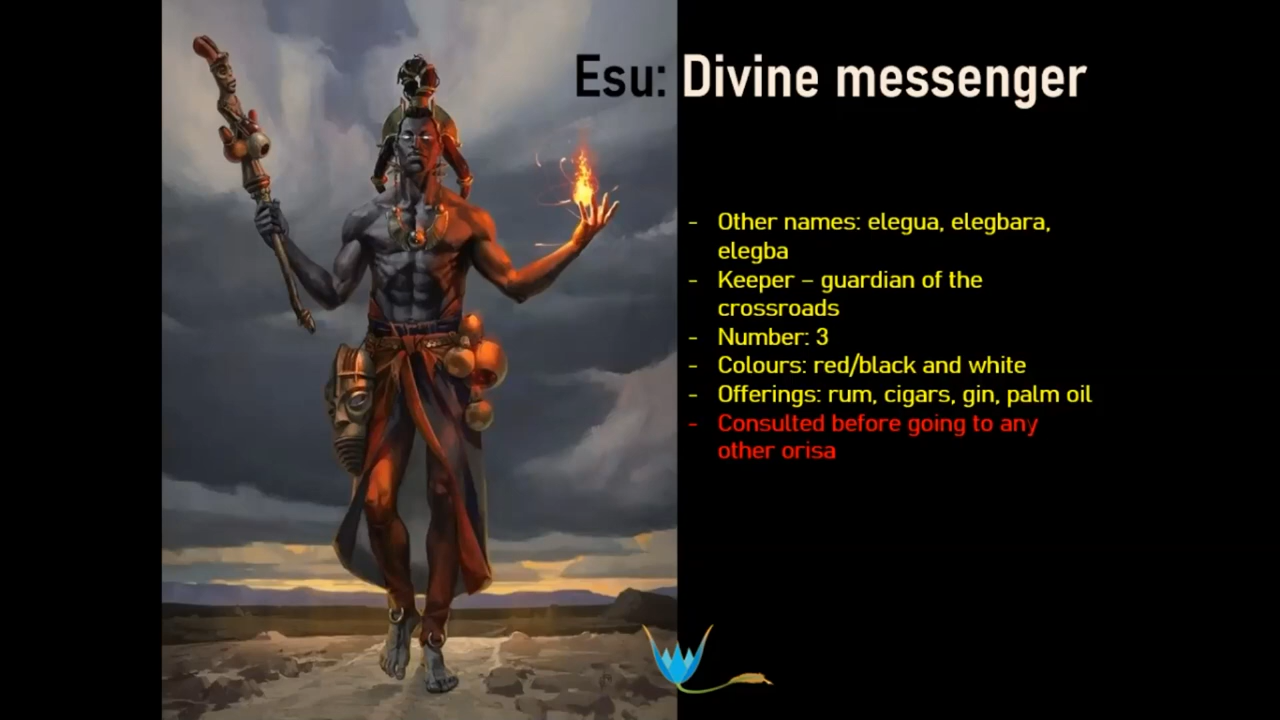 Esu: Divine messenger
- Other names: elegua, elegbara,
elegba
- Keeper – guardian of the
crossroads
- Number: 3
- Colours: red/black and white
- Offerings: rum, cigars, gin, palm oil
- Consulted before going to any
other orisa